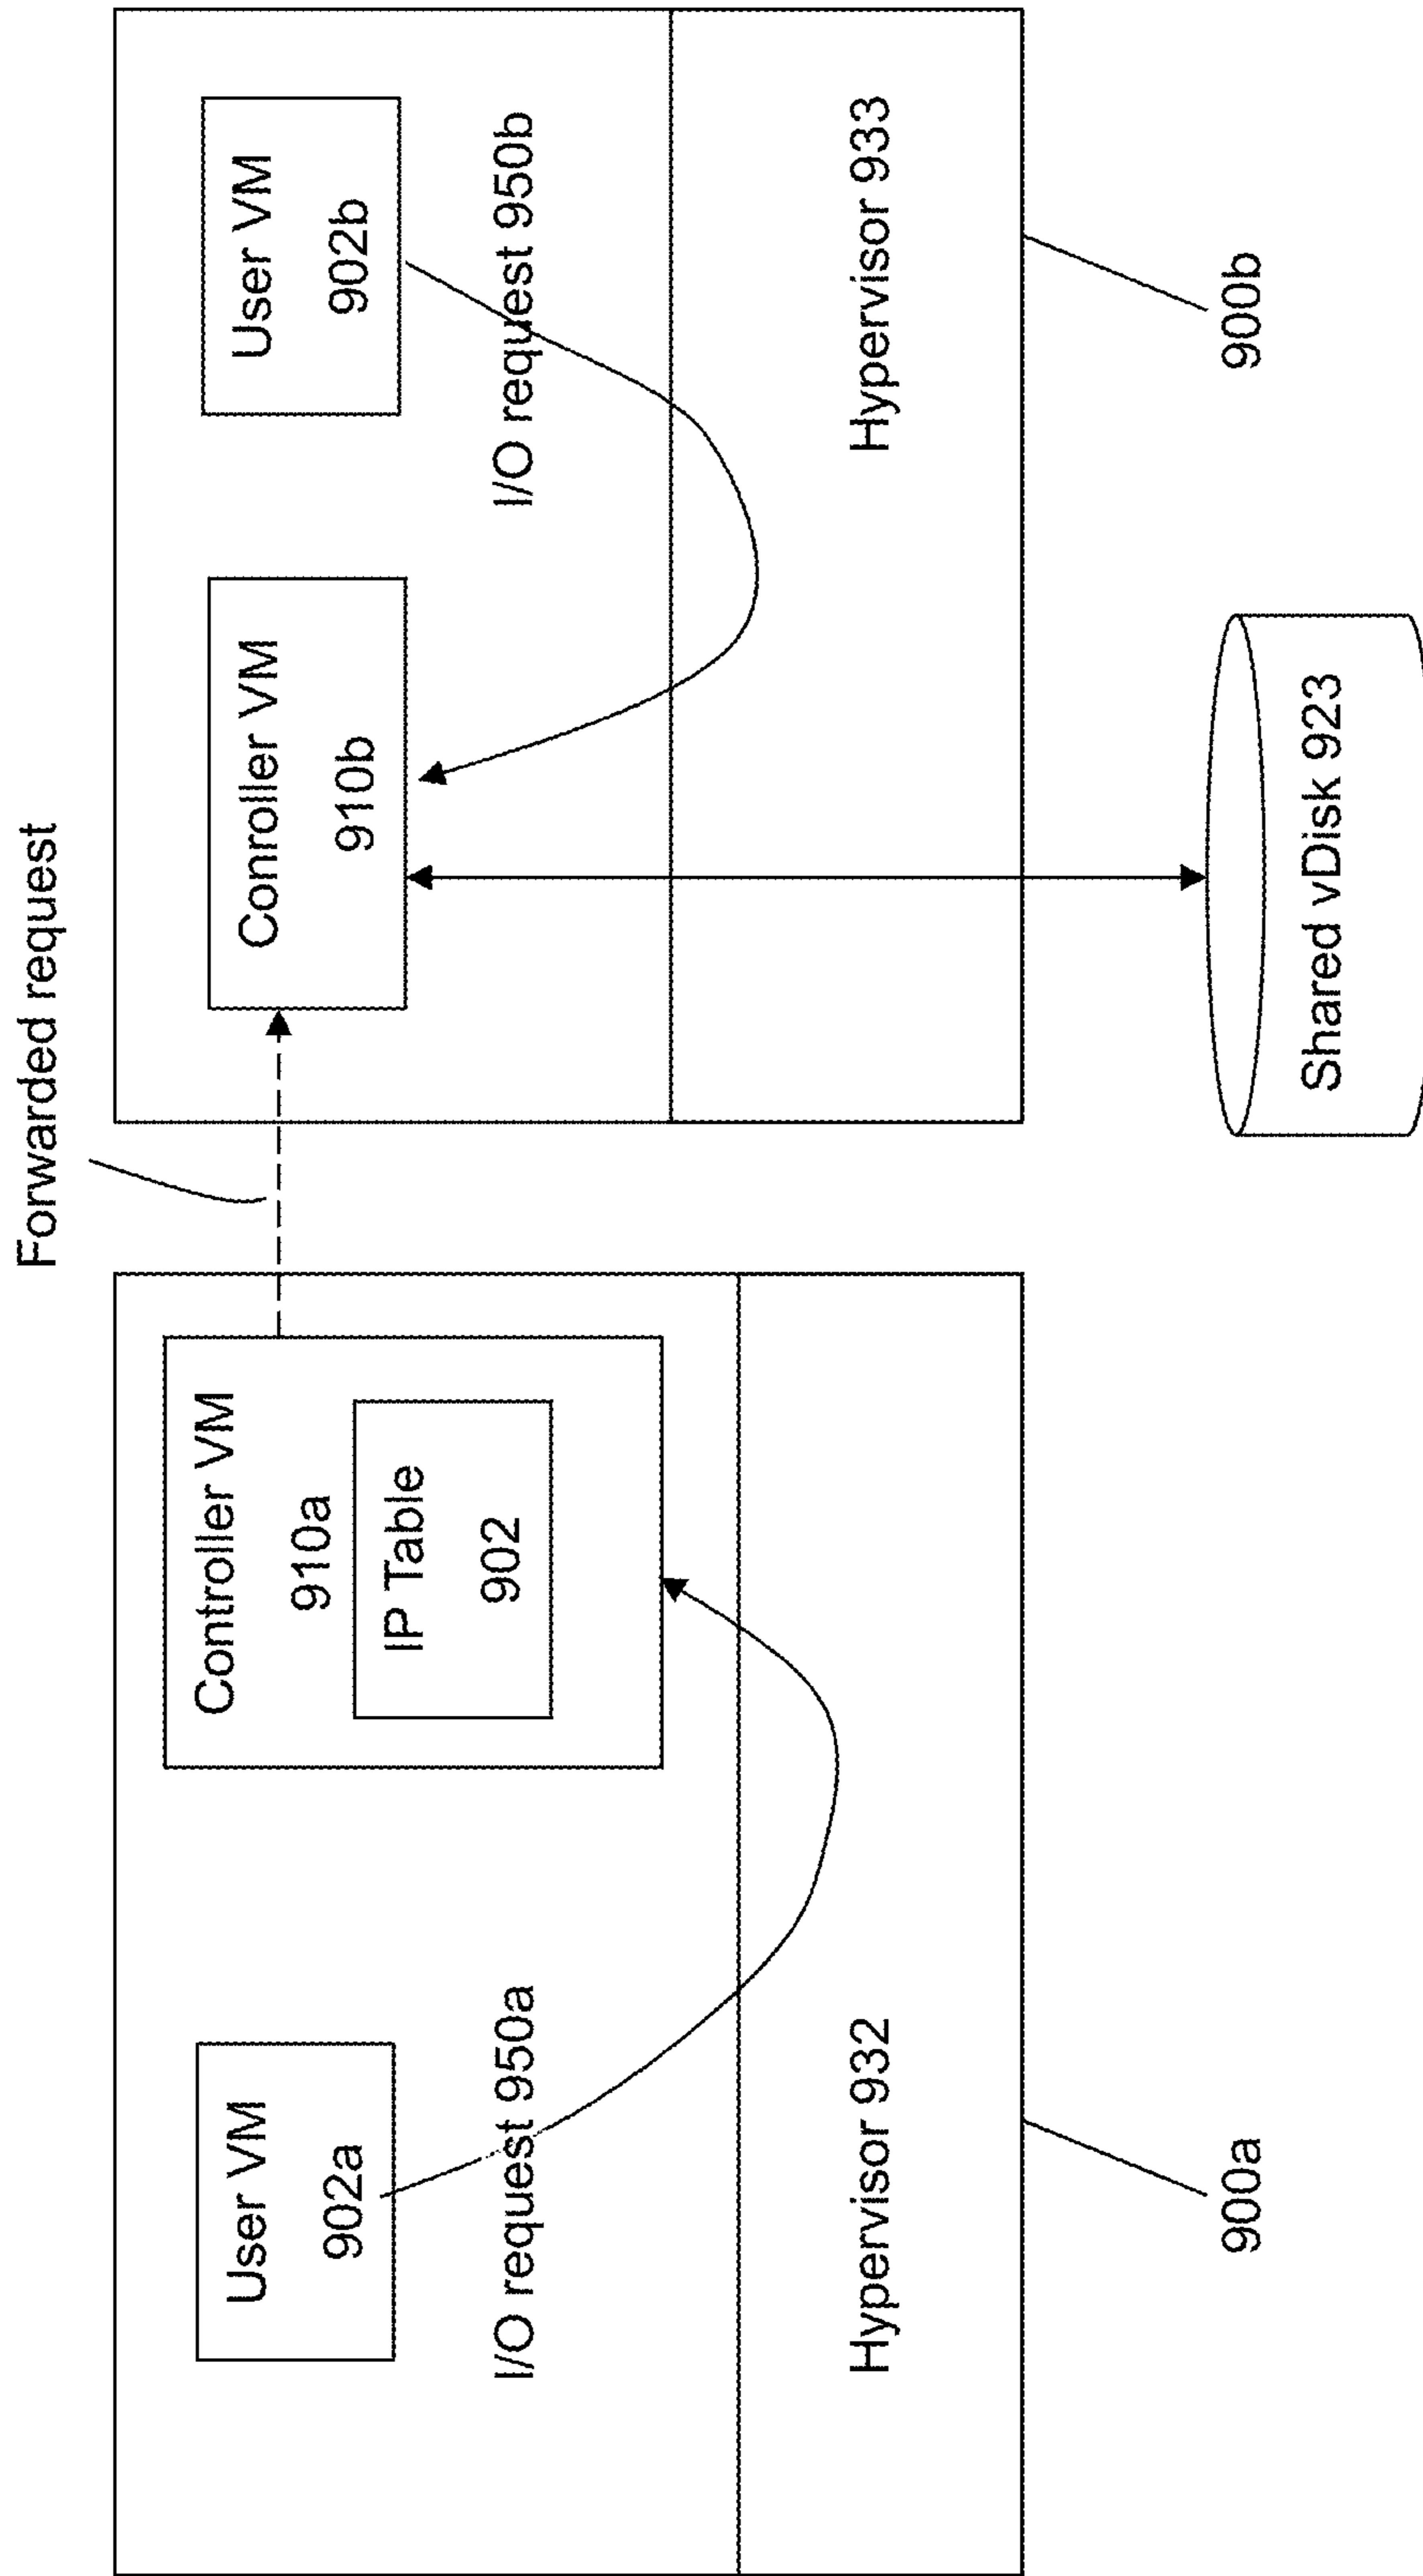 Forwarded request
User VM
902a
I/O request 950a
Controller VM
910a
IP Table
902
Hypervisor 932
900a
Conroller VM
910b
User VM
902b
I/O request 950b
Hypervisor 933
900b
Shared vDisk 923